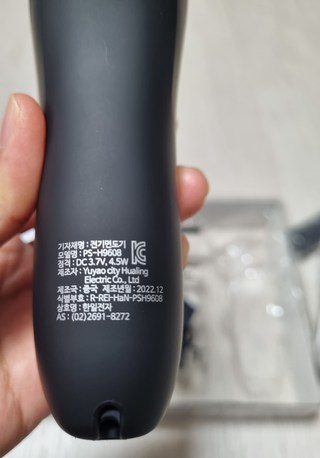 기자재명 : 전기면도기
모델명 : PS-H9608
정격 : DC 3.7V, 4.5W
제조자 : Yuyao city Hualing
Electric Co., Ltd
제조국 : 중국 제조년월 : 2022.12
식별부호 : R-REI-HaN-PSH9608
상호명 : 한일전자
AS : (02)2691-8272